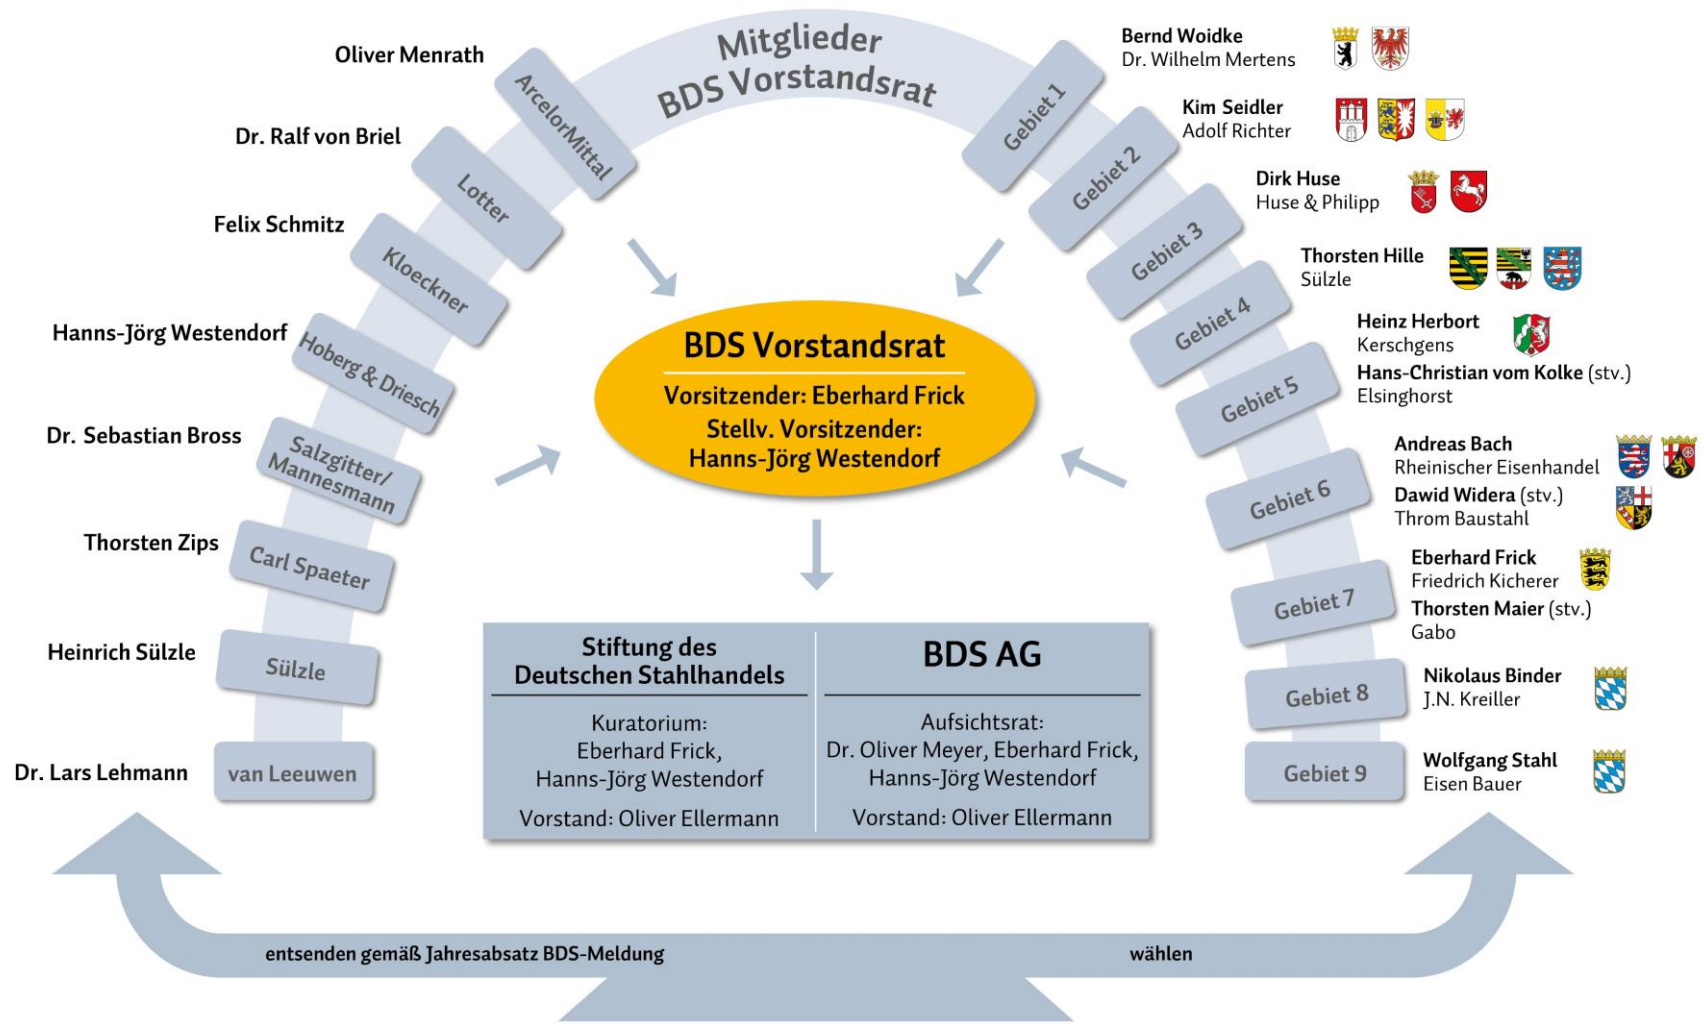 Mitglieder
BDS Vorstandsrat
Oliver Menrath
ArcelorMittal
Dr. Ralf von Briel
Lotter
Felix Schmitz
Kloeckner
Hanns-Jörg Westendorf
Hoberg & Driesch
Dr. Sebastian Bross
Salzgitter/
Mannesmann
Thorsten Zips
Carl Spaeter
Heinrich Sülzle
Sülzle
Dr. Lars Lehmann
van Leeuwen
Gebiet 1
Bernd Woidke
Dr. Wilhelm Mertens
Gebiet 2
Kim Seidler
Adolf Richter
Gebiet 3
Dirk Huse
Huse & Philipp
Gebiet 4
Thorsten Hille
Sülzle
Gebiet 5
Heinz Herbort
Kerschgens
Hans-Christian vom Kolke (stv.)
Elsinghorst
Gebiet 6
Andreas Bach
Rheinischer Eisenhandel
Dawid Widera (stv.)
Throm Baustahl
Gebiet 7
Eberhard Frick
Friedrich Kicherer
Thorsten Maier (stv.)
Gabo
Gebiet 8
Nikolaus Binder
J.N. Kreiller
Gebiet 9
Wolfgang Stahl
Eisen Bauer
BDS Vorstandsrat
Vorsitzender: Eberhard Frick
Stellv. Vorsitzender:
Hanns-Jörg Westendorf
Stiftung des
Deutschen Stahlhandels
Kuratorium:
Eberhard Frick,
Hanns-Jörg Westendorf
Vorstand: Oliver Ellermann
BDS AG
Aufsichtsrat:
Dr. Oliver Meyer, Eberhard Frick,
Hanns-Jörg Westendorf
Vorstand: Oliver Ellermann
entsenden gemäß Jahresabsatz BDS-Meldung
wählen